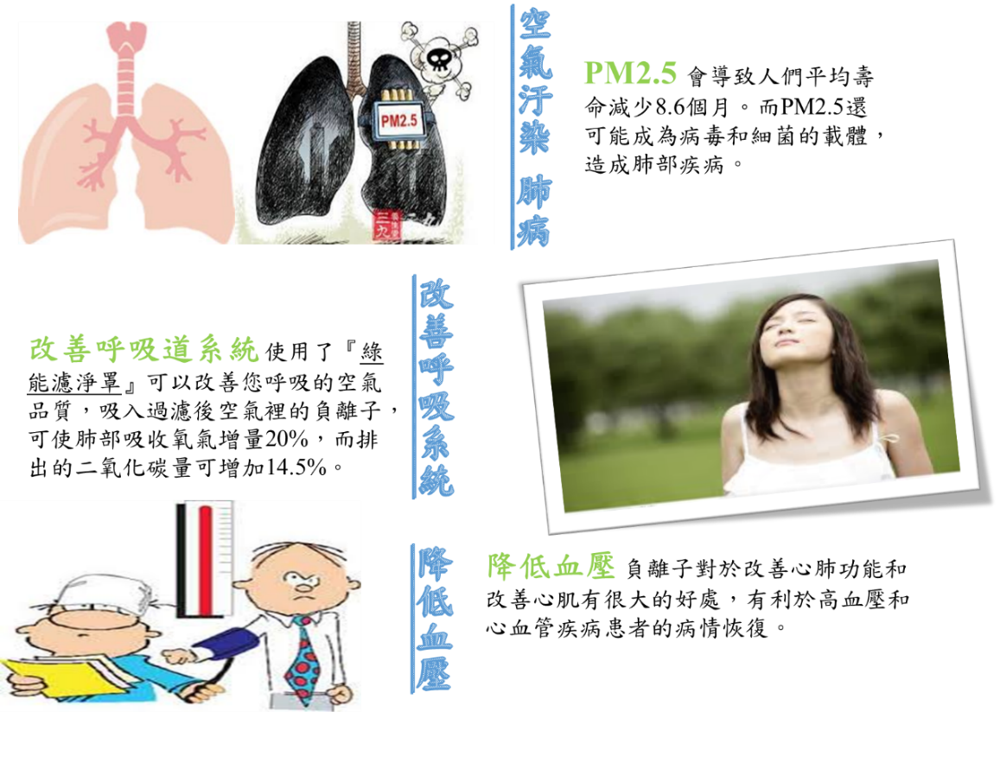 空氣汙染 肺病
PM2.5
PM2.5 會導致人們平均壽
命減少8.6個月。而PM2.5還
可能成為病毒和細菌的載體，
造成肺部疾病。
改善呼吸系統
改善呼吸道系統 使用了『綠
能濾淨罩』可以改善您呼吸的空氣
品質，吸入過濾後空氣裡的負離子，
可使肺部吸收氧氣增量20%，而排
出的二氧化碳量可增加14.5%。
降低血壓
降低血壓 負離子對於改善心肺功能和
改善心肌有很大的好處，有利於高血壓和
心血管疾病患者的病情恢復。